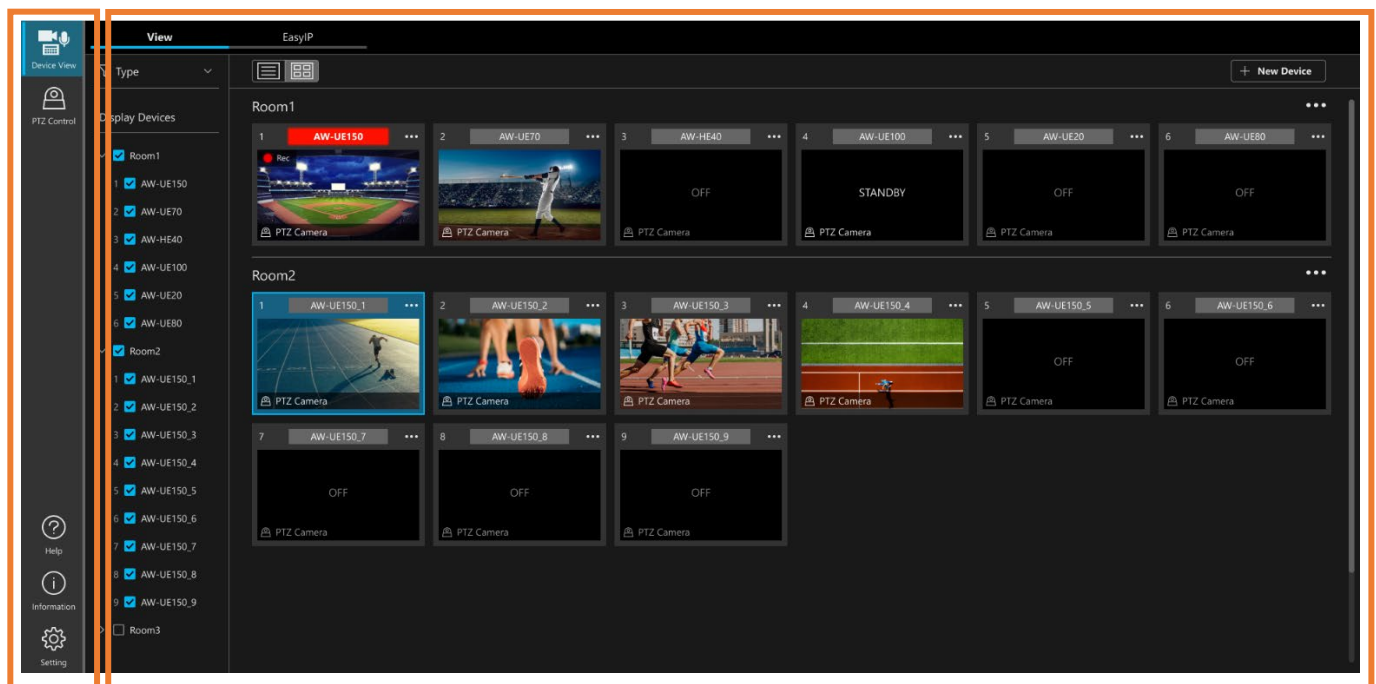 Device View
PTZ Control
Help
Information
Setting
View
EasyIP
Type
New Device
Display Devices
Room1
1 AW-UE150
2 AW-UE70
3 AW-HE40
4 AW-UE100
5 AW-UE20
6 AW-UE80
Room2
1 AW-UE150_1
2 AW-UE150_2
3 AW-UE150_3
4 AW-UE150_4
5 AW-UE150_5
6 AW-UE150_6
7 AW-UE150_7
8 AW-UE150_8
9 AW-UE150_9
Room3
Room1
1 AW-UE150
Rec
PTZ Camera
2 AW-UE70
PTZ Camera
3 AW-HE40
OFF
PTZ Camera
4 AW-UE100
STANDBY
PTZ Camera
5 AW-UE20
OFF
PTZ Camera
6 AW-UE80
OFF
PTZ Camera
Room2
1 AW-UE150_1
PTZ Camera
2 AW-UE150_2
PTZ Camera
3 AW-UE150_3
PTZ Camera
4 AW-UE150_4
PTZ Camera
5 AW-UE150_5
OFF
PTZ Camera
6 AW-UE150_6
OFF
PTZ Camera
7 AW-UE150_7
OFF
PTZ Camera
8 AW-UE150_8
OFF
PTZ Camera
9 AW-UE150_9
OFF
PTZ Camera